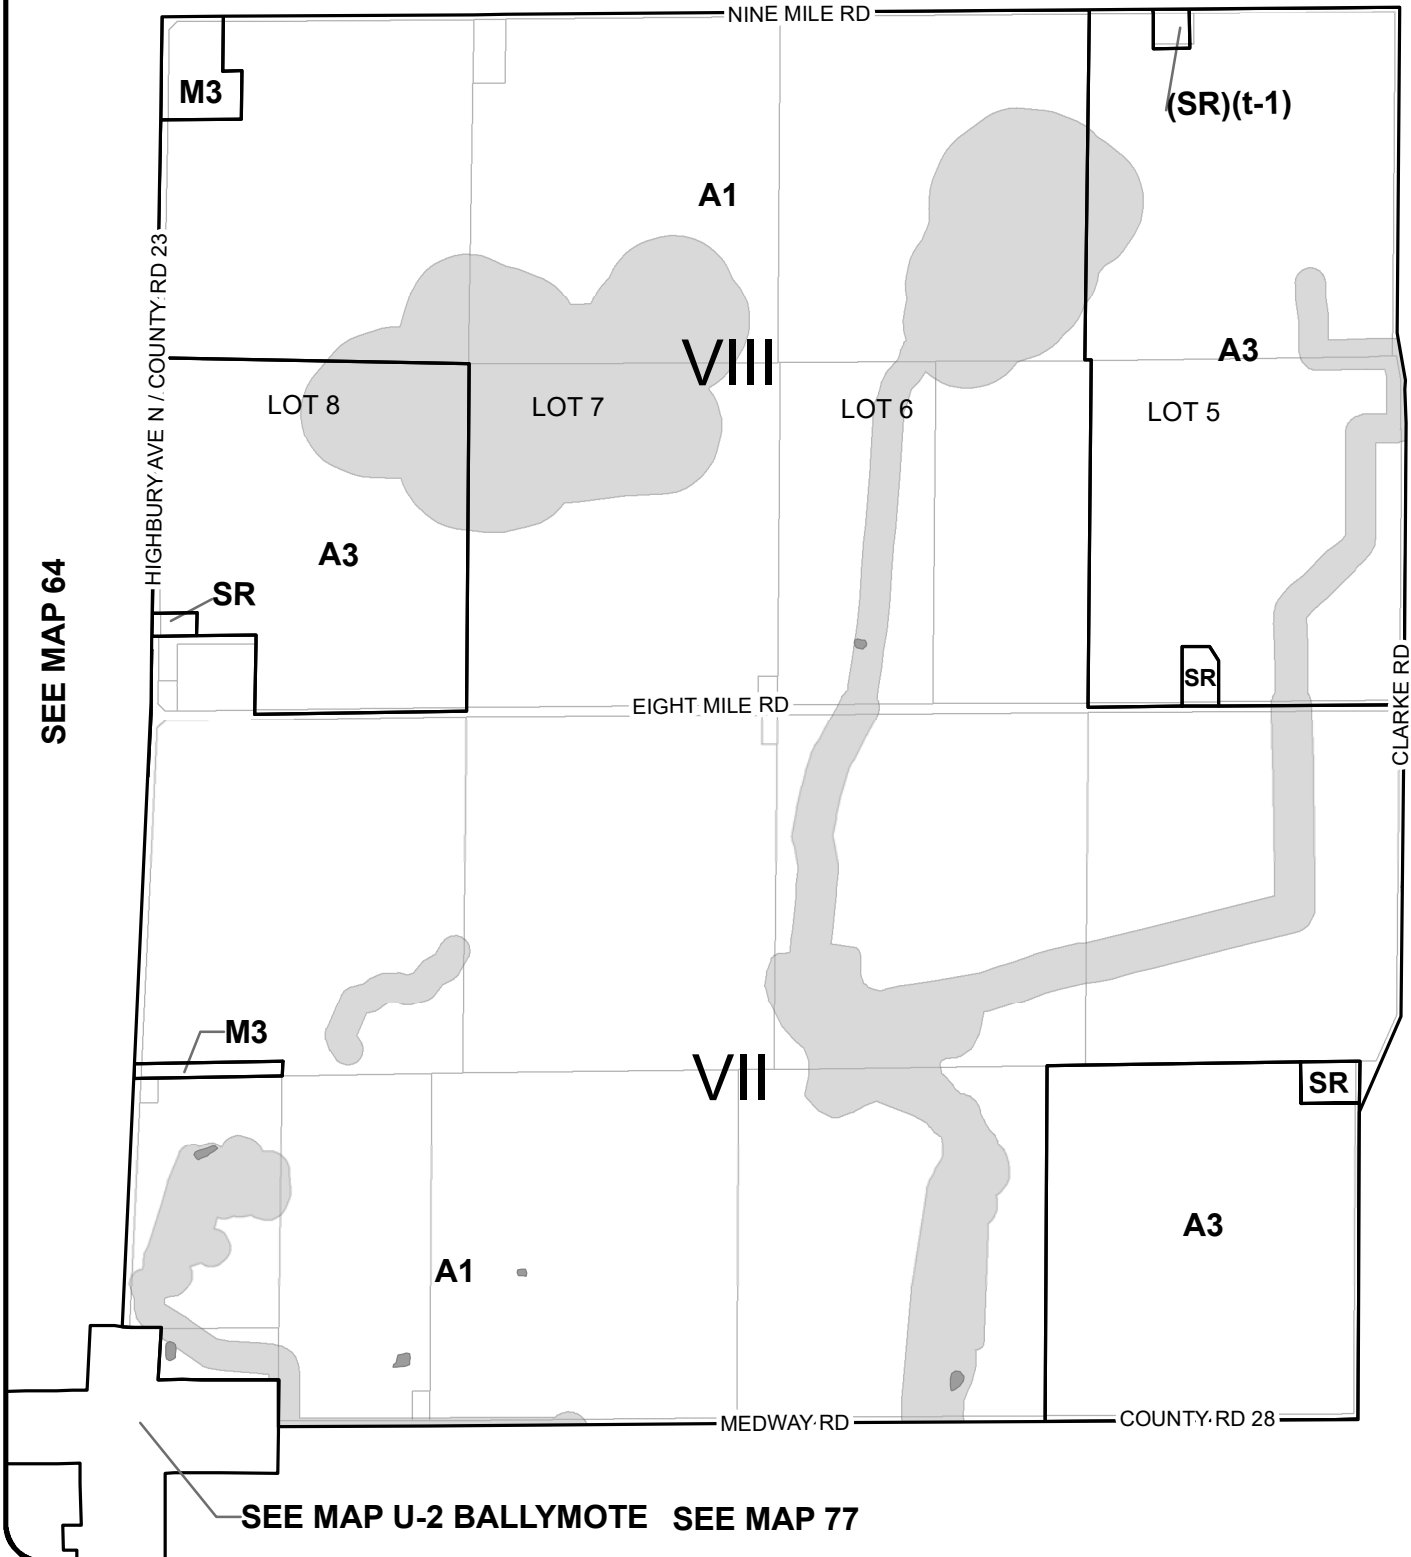 NINE MILE RD
M3
(SR)(t-1)
A1
HIGHBURY AVE N / COUNTY RD 23
VIII
A3
LOT 8
LOT 7
LOT 6
LOT 5
A3
SR
SEE MAP 64
SR
EIGHT MILE RD
CLARKE RD
M3
VII
SR
A3
A1
MEDWAY RD
COUNTY RD 28
SEE MAP U-2 BALLYMOTE
SEE MAP 77